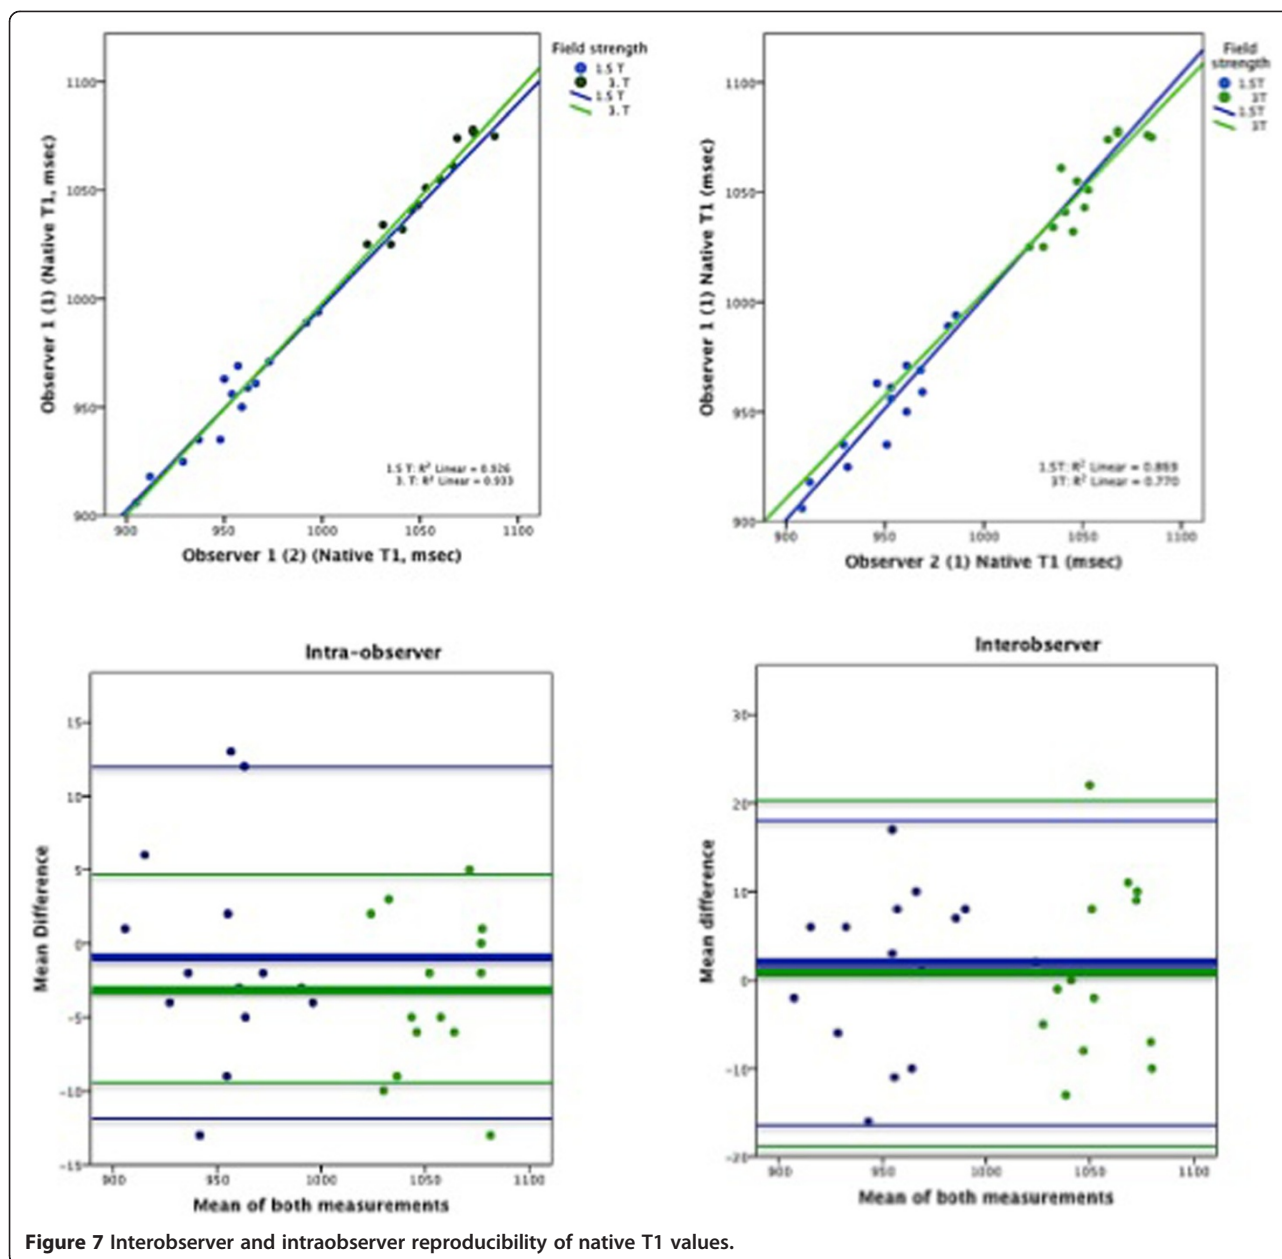 Field strength
1.5 T
3. T
1.5 T
3. T
1100
1050
1000
950
900
Observer 1 (1) (Native T1, msec)
1.5 T: R² Linear = 0.926
3. T: R² Linear = 0.933
900 950 1000 1050 1100
Observer 1 (2) (Native T1, msec)
Field
strength
1.5T
3T
1.5T
3T
1100
1050
1000
950
900
Observer 1 (1) Native T1 (msec)
1.5T: R² Linear =
3T: R² Linear = 0.770
900 950 1000 1050 1100
Observer 2 (1) Native T1 (msec)
Intra-observer
15
10
5
0
-5
-10
-15
Mean Difference
900 950 1000 1050 1100
Mean of both measurements
Interobserver
30
20
10
0
-10
-20
Mean difference
900 950 1000 1050 1100
Mean of both measurements
Figure 7 Interobserver and intraobserver reproducibility of native T1 values.